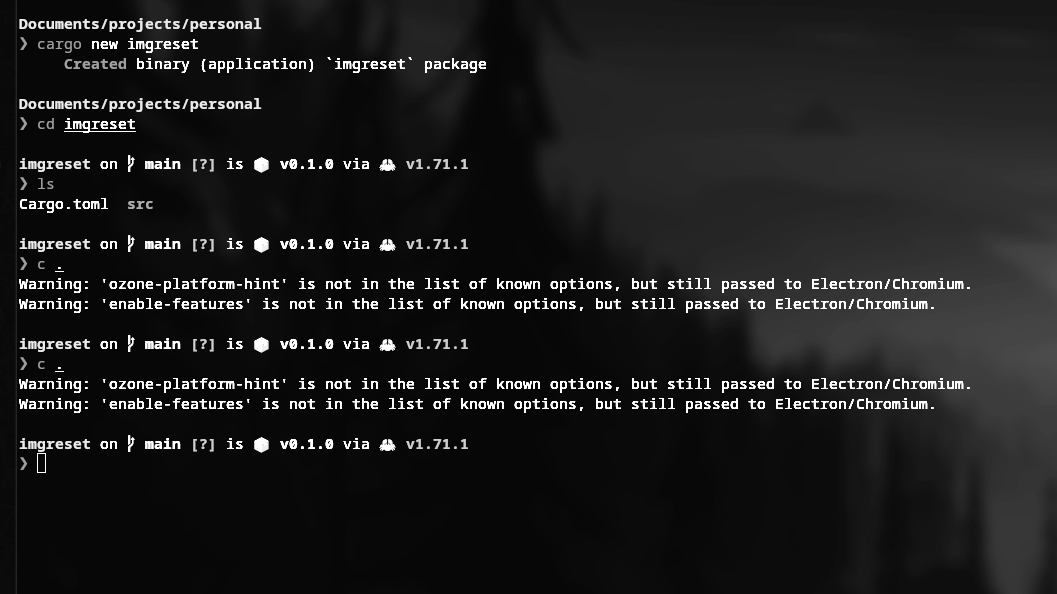 Documents/projects/personal
❯ cargo new imgreset
     Created binary (application) `imgreset` package
Documents/projects/personal
❯ cd imgreset
imgreset on main [?] is v0.1.0 via v1.71.1
❯ ls
Cargo.toml  src
imgreset on main [?] is v0.1.0 via v1.71.1
❯ c .
Warning: 'ozone-platform-hint' is not in the list of known options, but still passed to Electron/Chromium.
Warning: 'enable-features' is not in the list of known options, but still passed to Electron/Chromium.
imgreset on main [?] is v0.1.0 via v1.71.1
❯ c .
Warning: 'ozone-platform-hint' is not in the list of known options, but still passed to Electron/Chromium.
Warning: 'enable-features' is not in the list of known options, but still passed to Electron/Chromium.
imgreset on main [?] is v0.1.0 via v1.71.1
❯